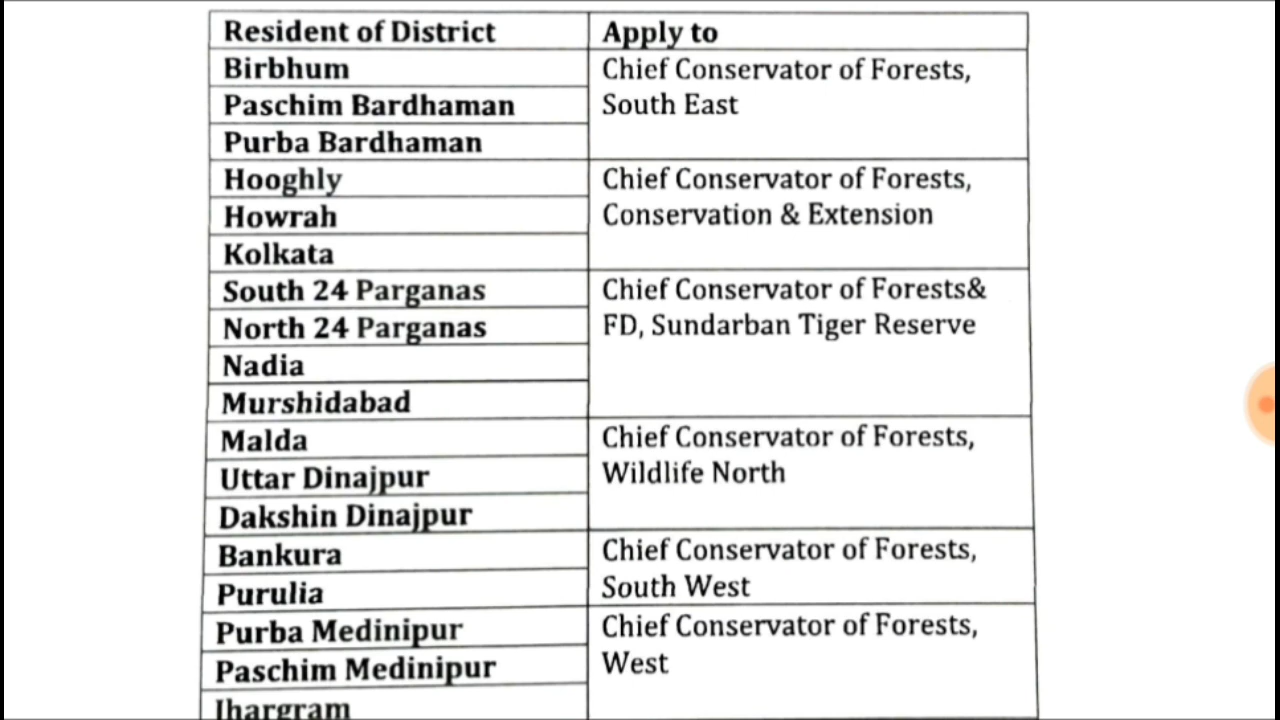 Resident of District
Apply to
Birbhum
Paschim Bardhaman
Purba Bardhaman
Chief Conservator of Forests,
South East
Hooghly
Howrah
Kolkata
Chief Conservator of Forests,
Conservation & Extension
South 24 Parganas
North 24 Parganas
Nadia
Murshidabad
Chief Conservator of Forests&
FD, Sundarban Tiger Reserve
Malda
Uttar Dinajpur
Dakshin Dinajpur
Chief Conservator of Forests,
Wildlife North
Bankura
Purulia
Chief Conservator of Forests,
South West
Purba Medinipur
Paschim Medinipur
Jhargram
Chief Conservator of Forests,
West